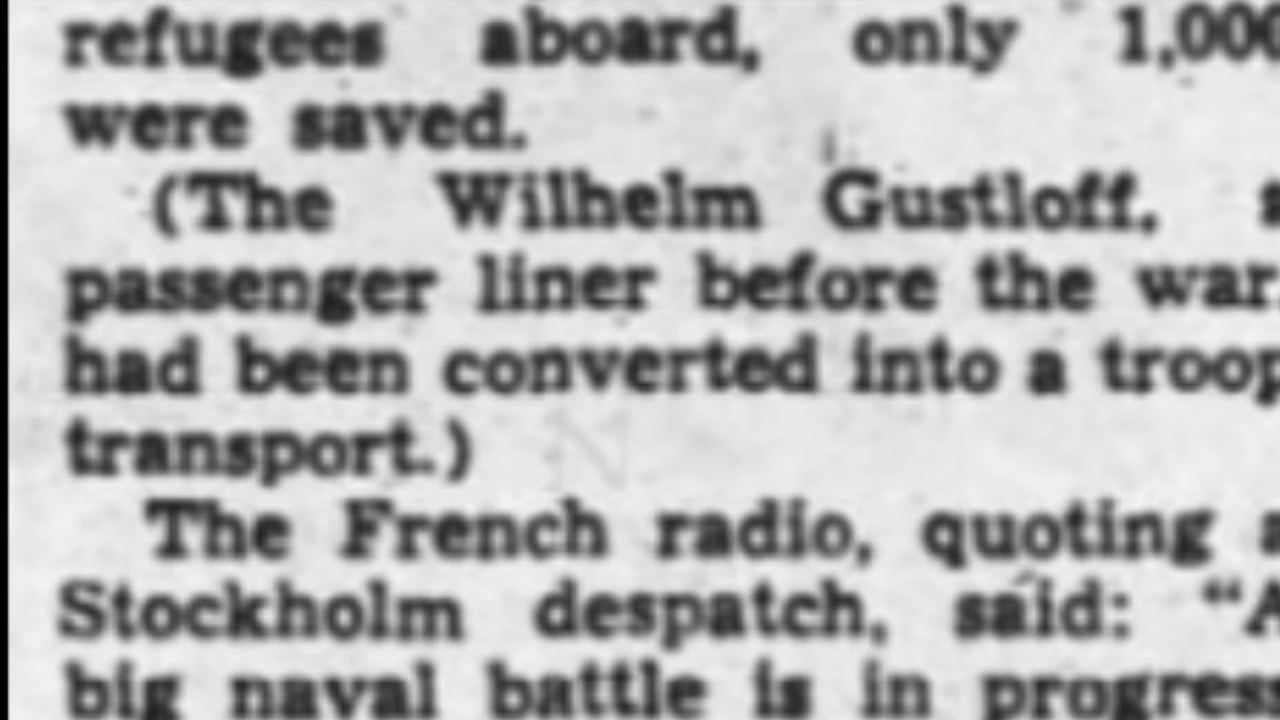 refugees aboard, only 1,000
were saved.
(The Wilhelm Gustloff, a
passenger liner before the war,
had been converted into a troop
transport.)
The French radio, quoting a
Stockholm despatch, said: “A
big naval battle is in progress